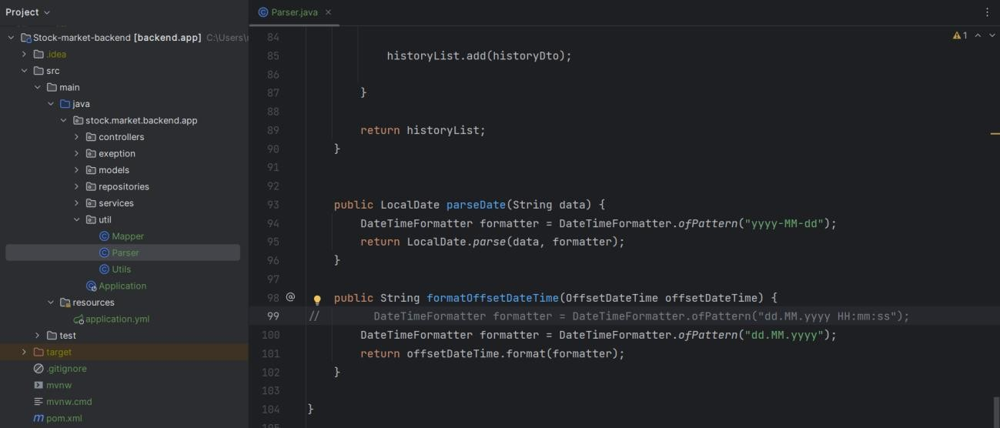 Project
Parser.java
Stock-market-backend [backend.app] C:\Users\
.idea
src
main
java
stock.market.backend.app
controllers
exeption
models
repositories
services
util
Mapper
Parser
Utils
Application
resources
application.yml
test
target
.gitignore
mvnw
mvnw.cmd
pom.xml
1
84
85 historyList.add(historyDto);
86
87 }
88
89 return historyList;
90 }
91
92
93 public LocalDate parseDate(String data) {
94 DateTimeFormatter formatter = DateTimeFormatter.ofPattern("yyyy-MM-dd");
95 return LocalDate.parse(data, formatter);
96 }
97
98 @ public String formatOffsetDateTime(OffsetDateTime offsetDateTime) {
99 // DateTimeFormatter formatter = DateTimeFormatter.ofPattern("dd.MM.yyyy HH:mm:ss");
100 DateTimeFormatter formatter = DateTimeFormatter.ofPattern("dd.MM.yyyy");
101 return offsetDateTime.format(formatter);
102 }
103
104 }
105